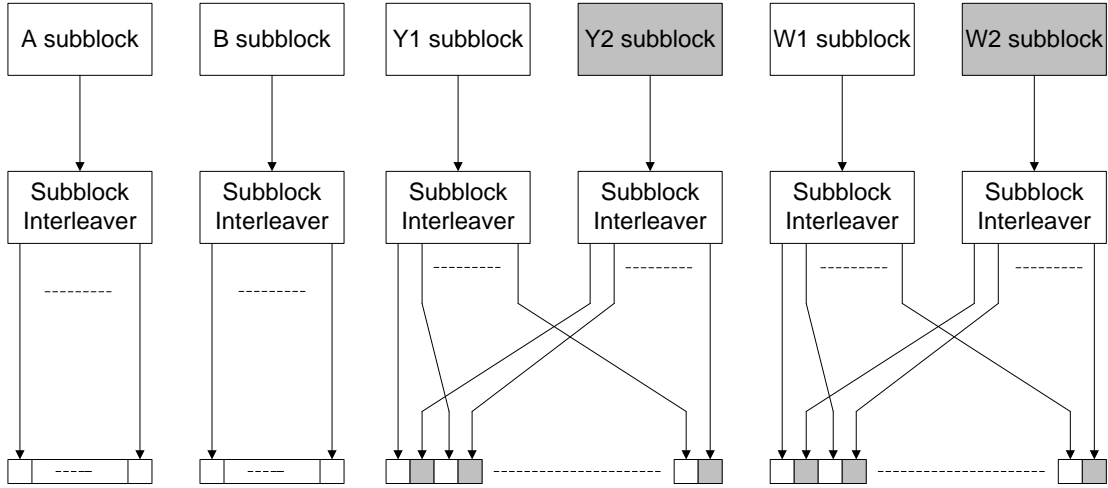 A subblock
B subblock
Y1 subblock
Y2 subblock
W1 subblock
W2 subblock
Subblock
Interleaver
Subblock
Interleaver
Subblock
Interleaver
Subblock
Interleaver
Subblock
Interleaver
Subblock
Interleaver